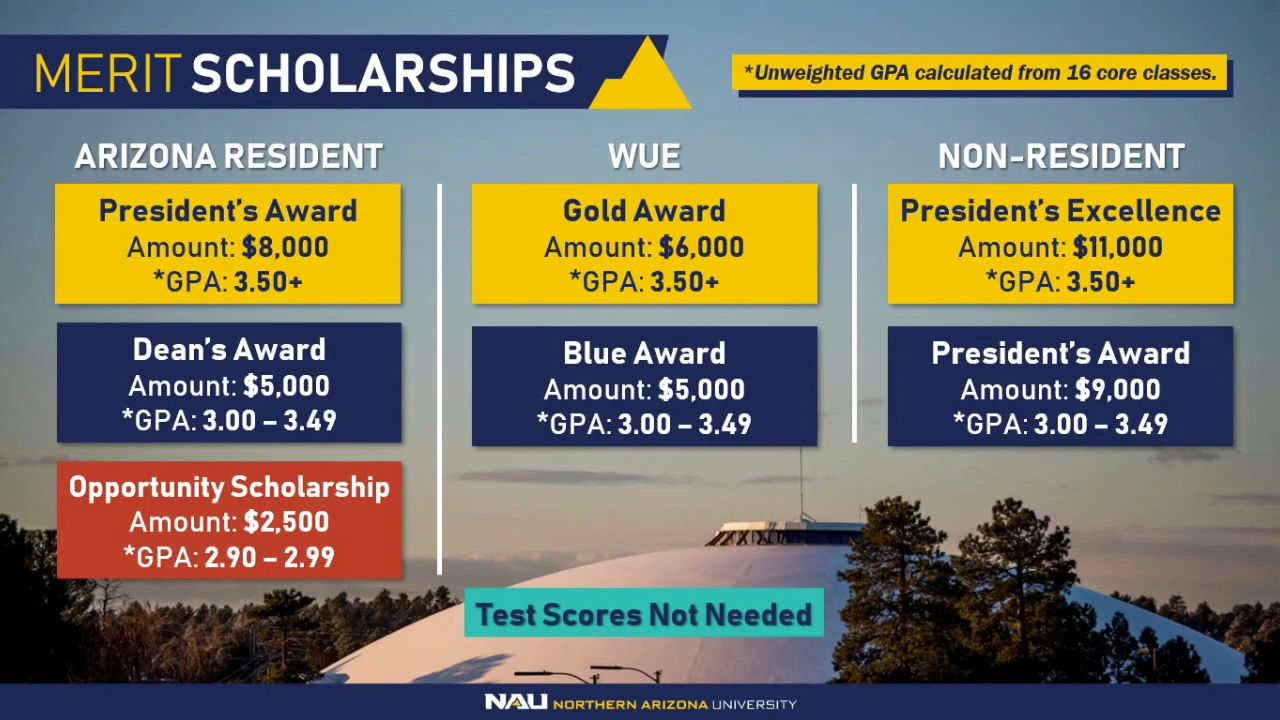 MERIT SCHOLARSHIPS
*Unweighted GPA calculated from 16 core classes.
ARIZONA RESIDENT
President's Award
Amount: $8,000
*GPA: 3.50+
Dean's Award
Amount: $5,000
*GPA: 3.00 – 3.49
Opportunity Scholarship
Amount: $2,500
*GPA: 2.90 – 2.99
WUE
Gold Award
Amount: $6,000
*GPA: 3.50+
Blue Award
Amount: $5,000
*GPA: 3.00 – 3.49
NON-RESIDENT
President's Excellence
Amount: $11,000
*GPA: 3.50+
President's Award
Amount: $9,000
*GPA: 3.00 – 3.49
Test Scores Not Needed
NAU NORTHERN ARIZONA UNIVERSITY